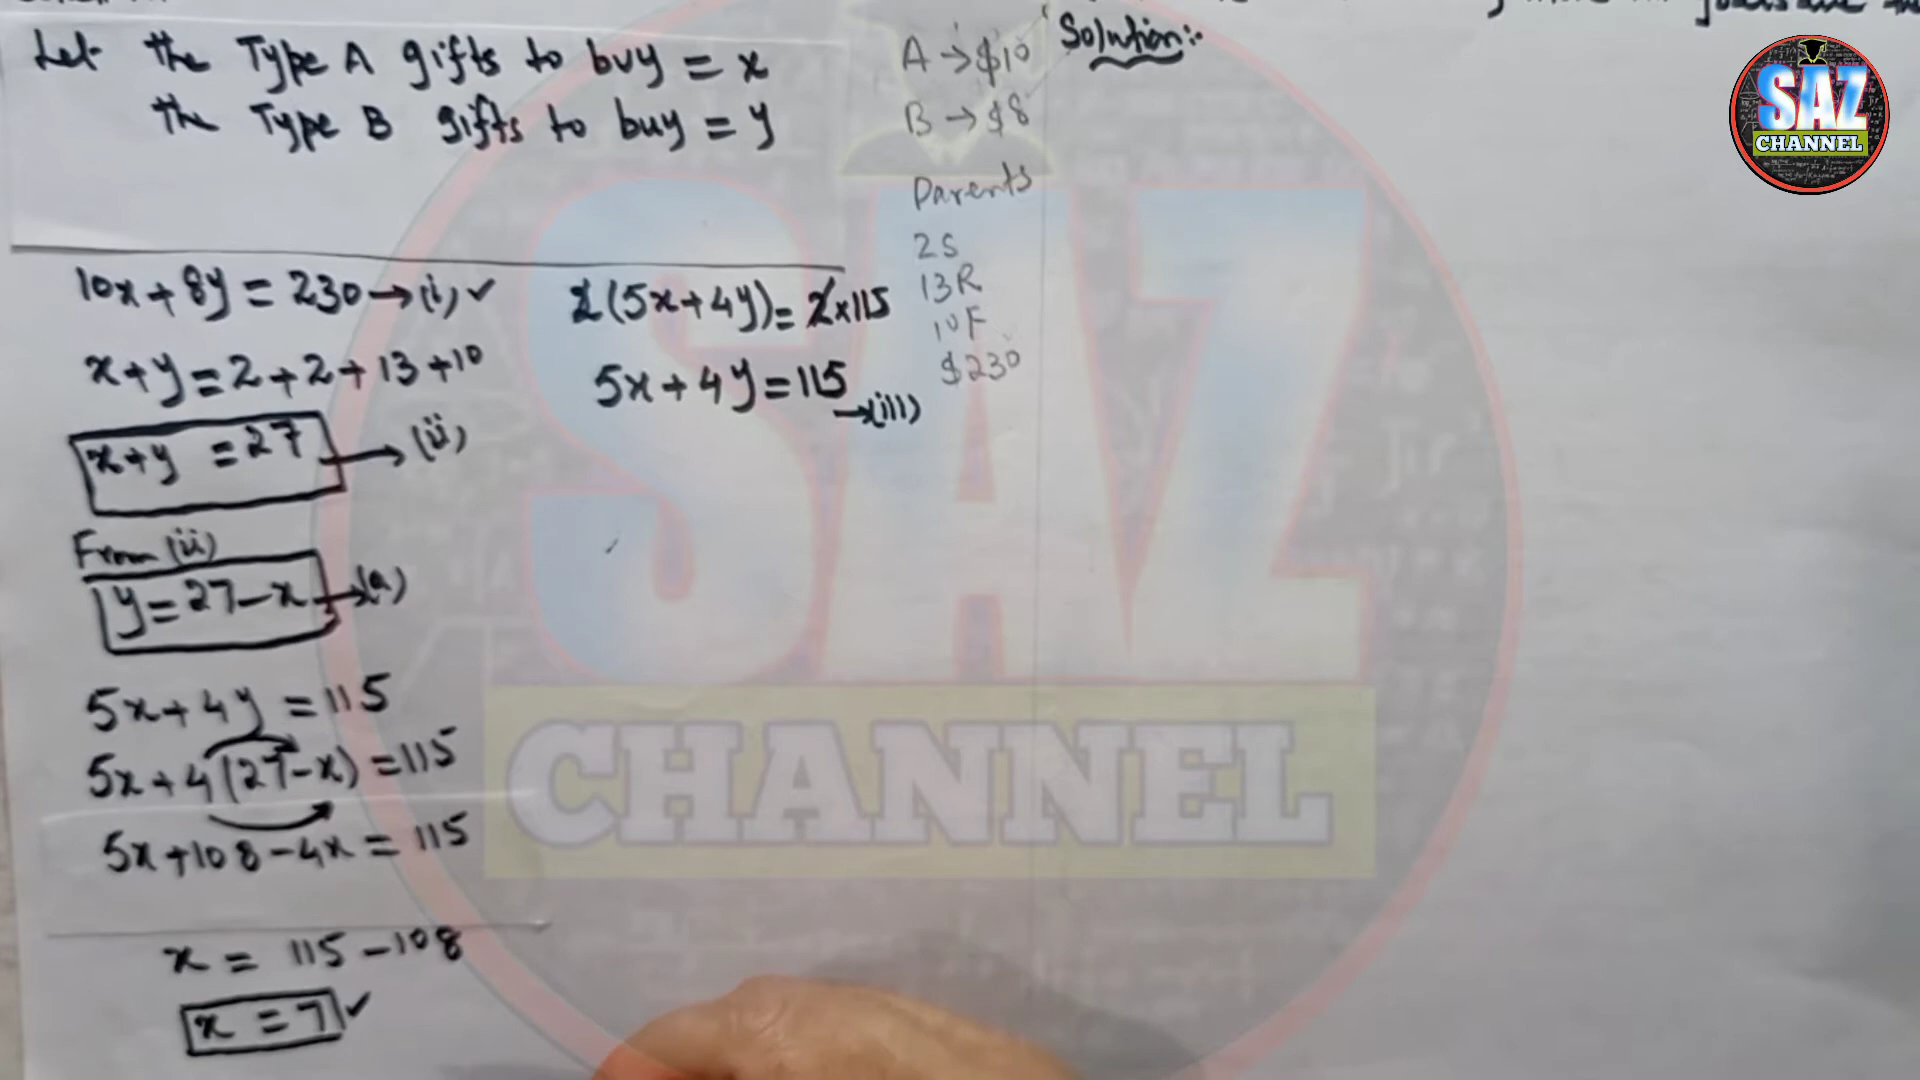 Let the Type A gifts to buy = x
the Type B gifts to buy = y
10x + 8y = 230 → (i) ✓
x + y = 2 + 2 + 13 + 10
x + y = 27 → (ii)
From (ii)
y = 27 - x → (a)
5x + 4y = 115
5x + 4(27 - x) = 115
5x + 108 - 4x = 115
x = 115 - 108
x = 7 ✓
2(5x + 4y) = 2 x 115
5x + 4y = 115 → (iii)
A → $10
B → $8
Parents
2S
13R
10F
$230
Solution:-
SAZ
CHANNEL
SAZ
CHANNEL